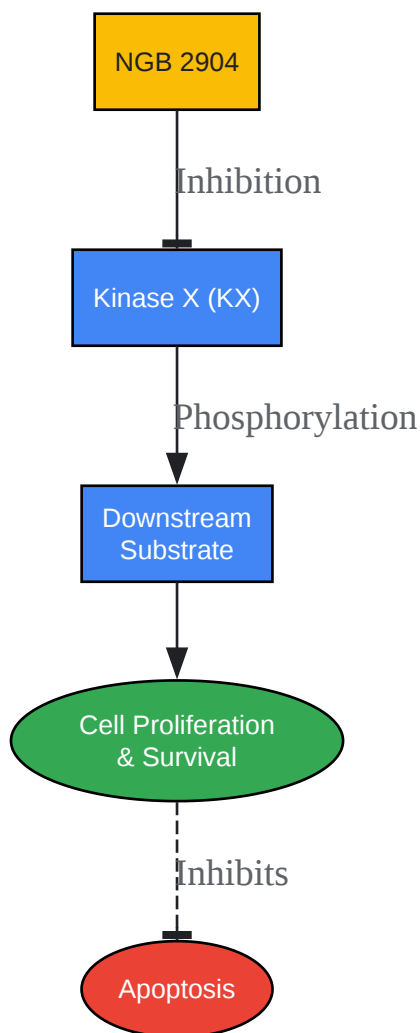 NGB 2904
Inhibition
Kinase X (KX)
Phosphorylation
Downstream
Substrate
Cell Proliferation
& Survival
Inhibits
Apoptosis